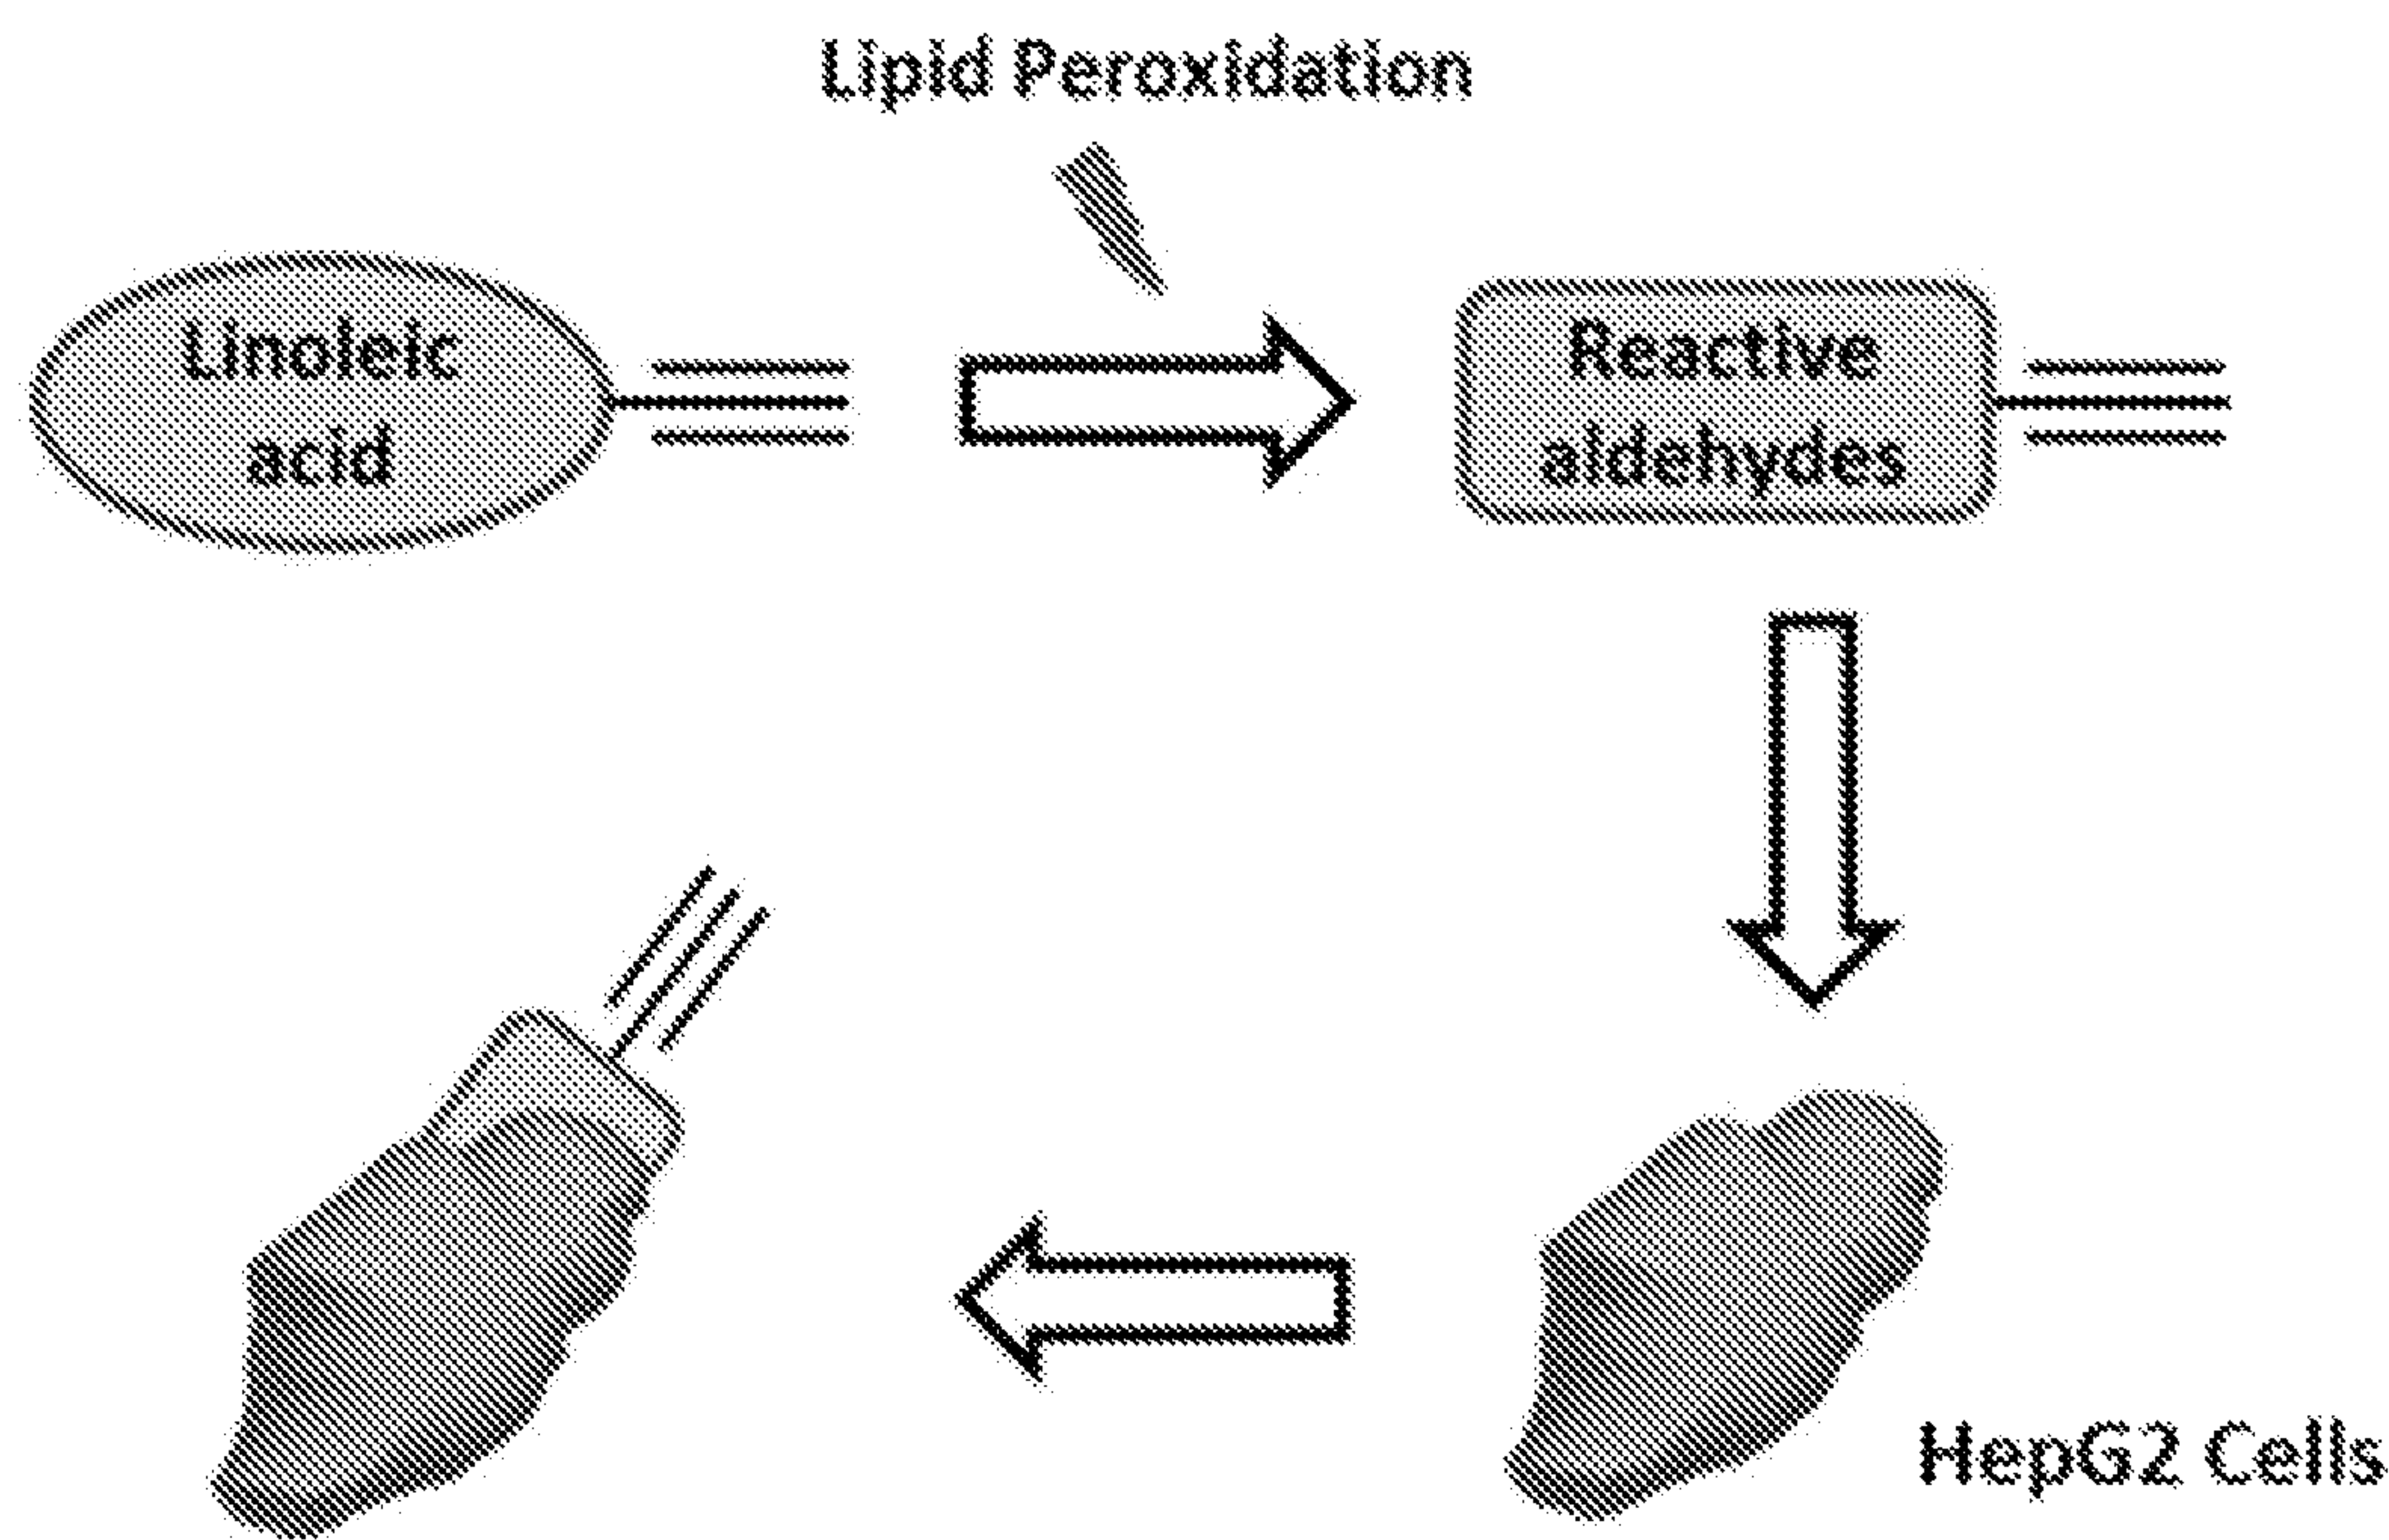 Lipid Peroxidation
Linoleic
acid
Reactive
aldehydes
HepG2 Cells